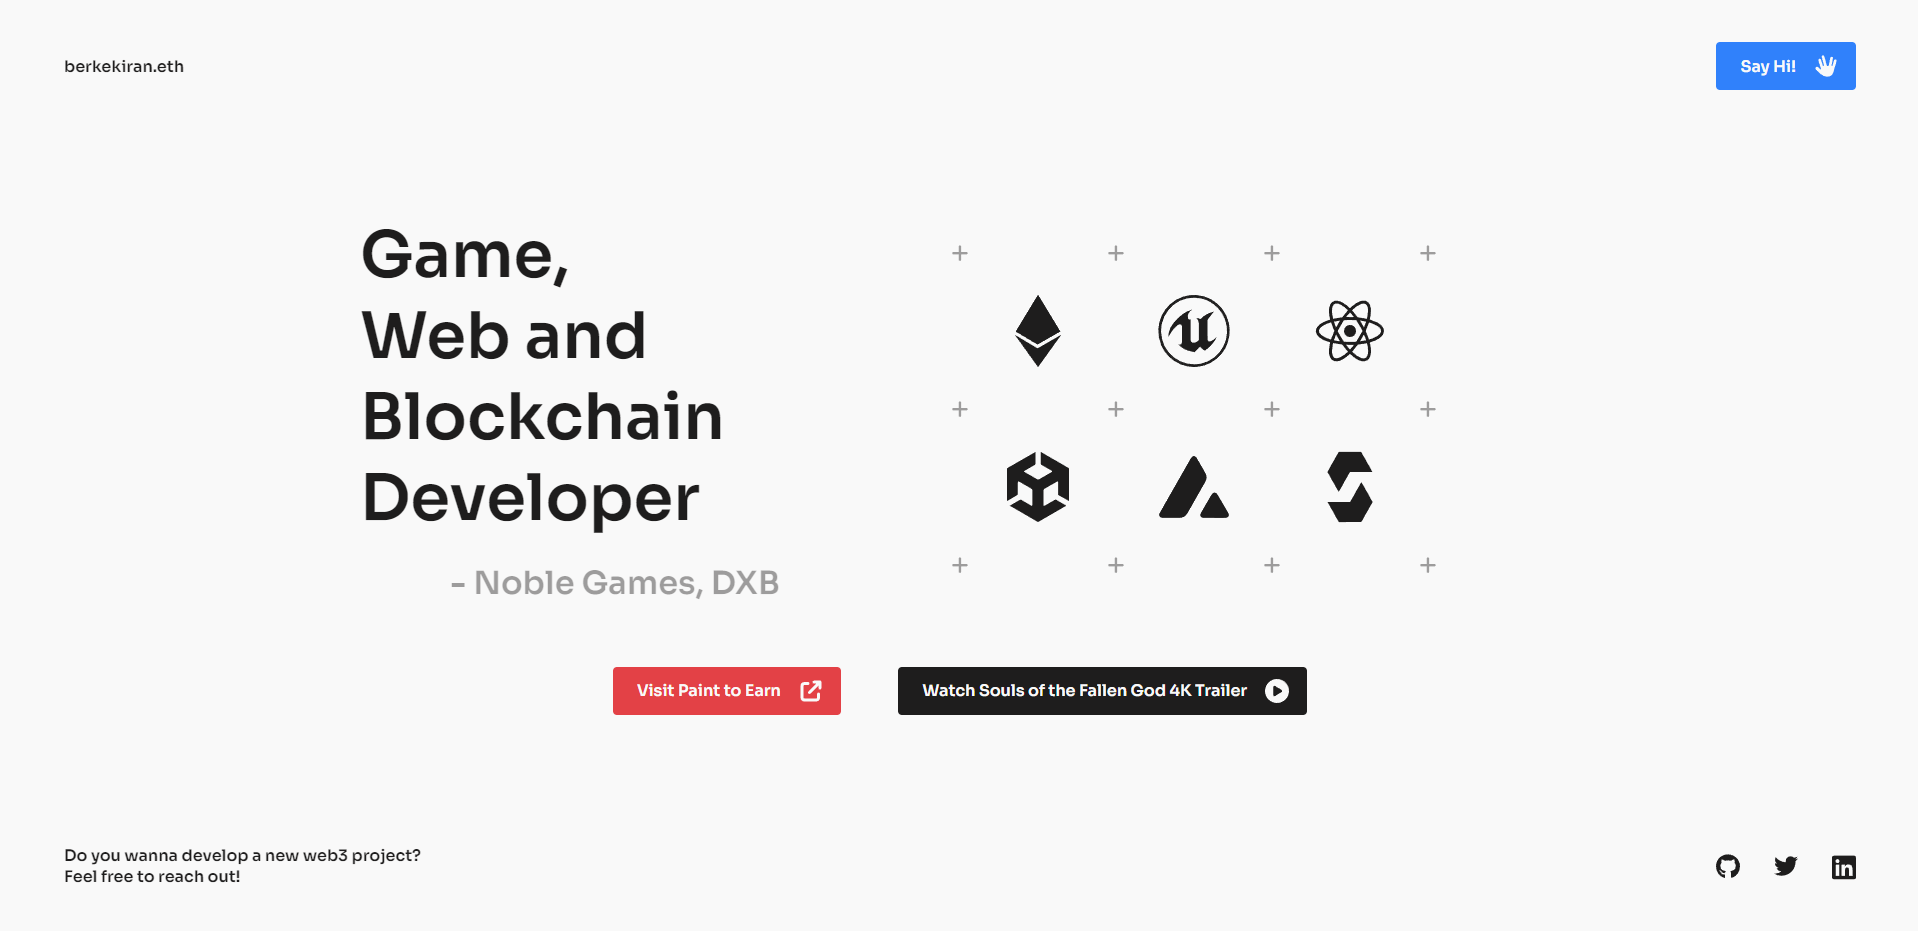 berkekiran.eth
Say Hi!
Game,
Web and
Blockchain
Developer
- Noble Games, DXB
Visit Paint to Earn
Watch Souls of the Fallen God 4K Trailer
Do you wanna develop a new web3 project?
Feel free to reach out!